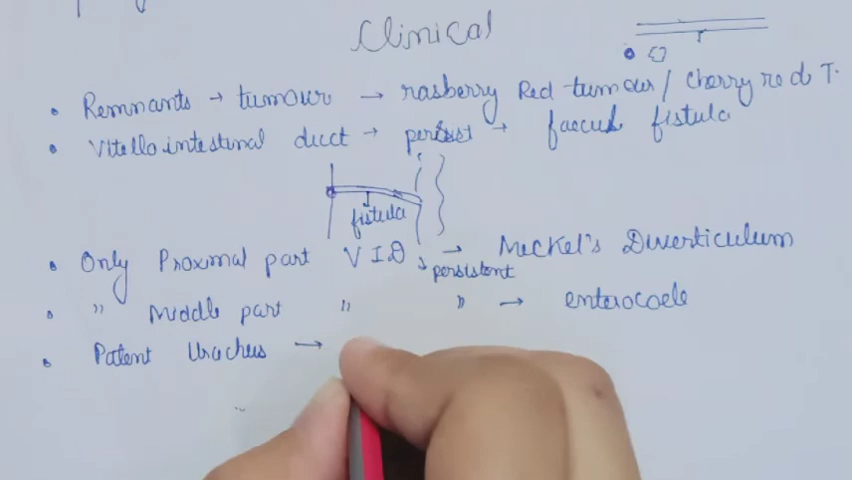 Clinical
• Remnants → tumour → rasberry Red tumour / cherry red T.
• Vitello intestinal duct → persist → faecul fistula
fistula
• Only Proximal part VID → Meckel's Diverticulum
persistent
• " Middle part " " → enterocoele
• Patent Urachus →